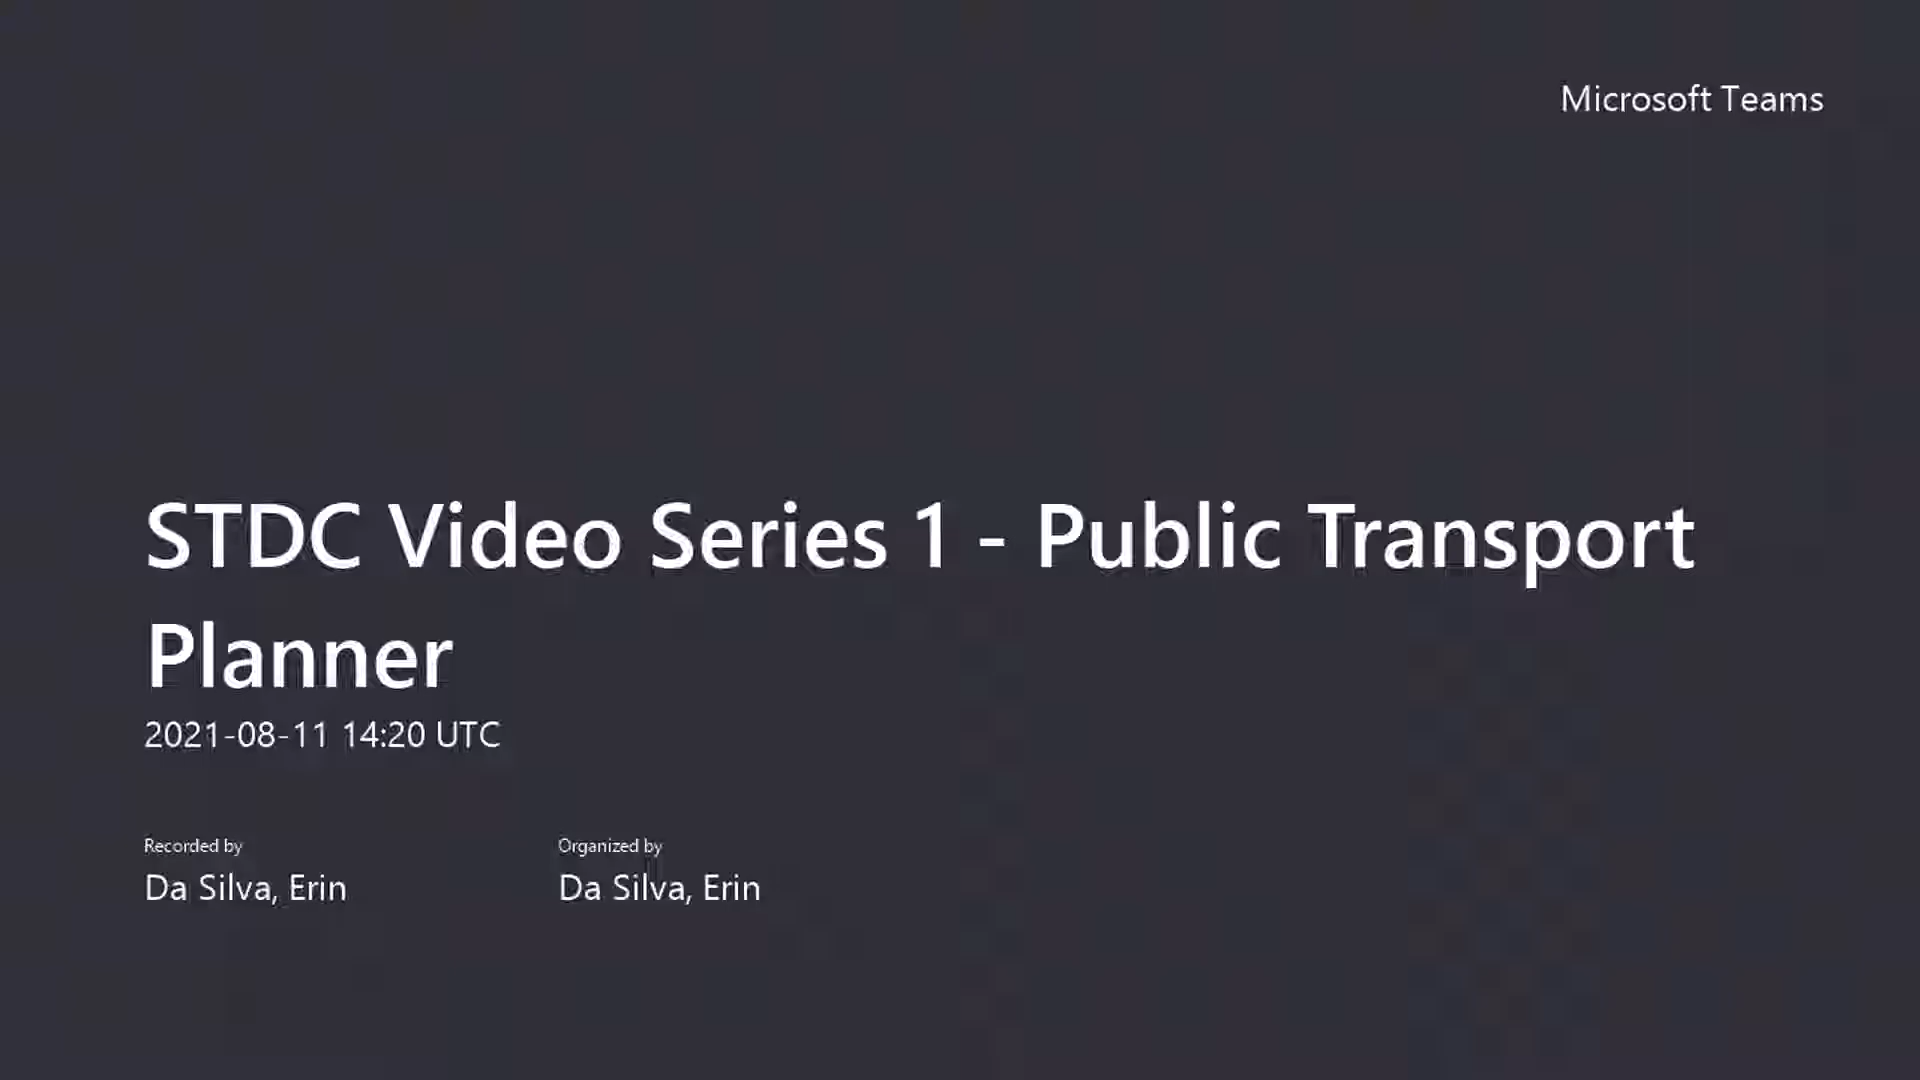 Microsoft Teams
STDC Video Series 1 - Public Transport
Planner
2021-08-11 14:20 UTC
Recorded by
Organized by
Da Silva, Erin
Da Silva, Erin